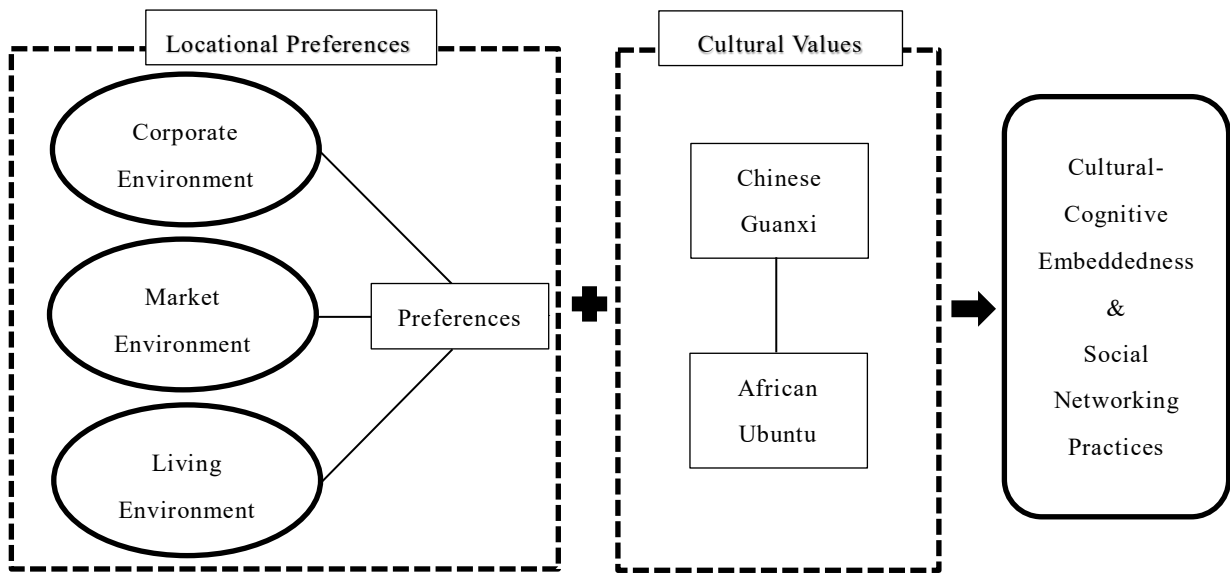 Locational Preferences
Corporate
Environment
Market
Environment
Living
Environment
Preferences
Cultural Values
Chinese
Guanxi
African
Ubuntu
Cultural-
Cognitive
Embeddedness
&
Social
Networking
Practices